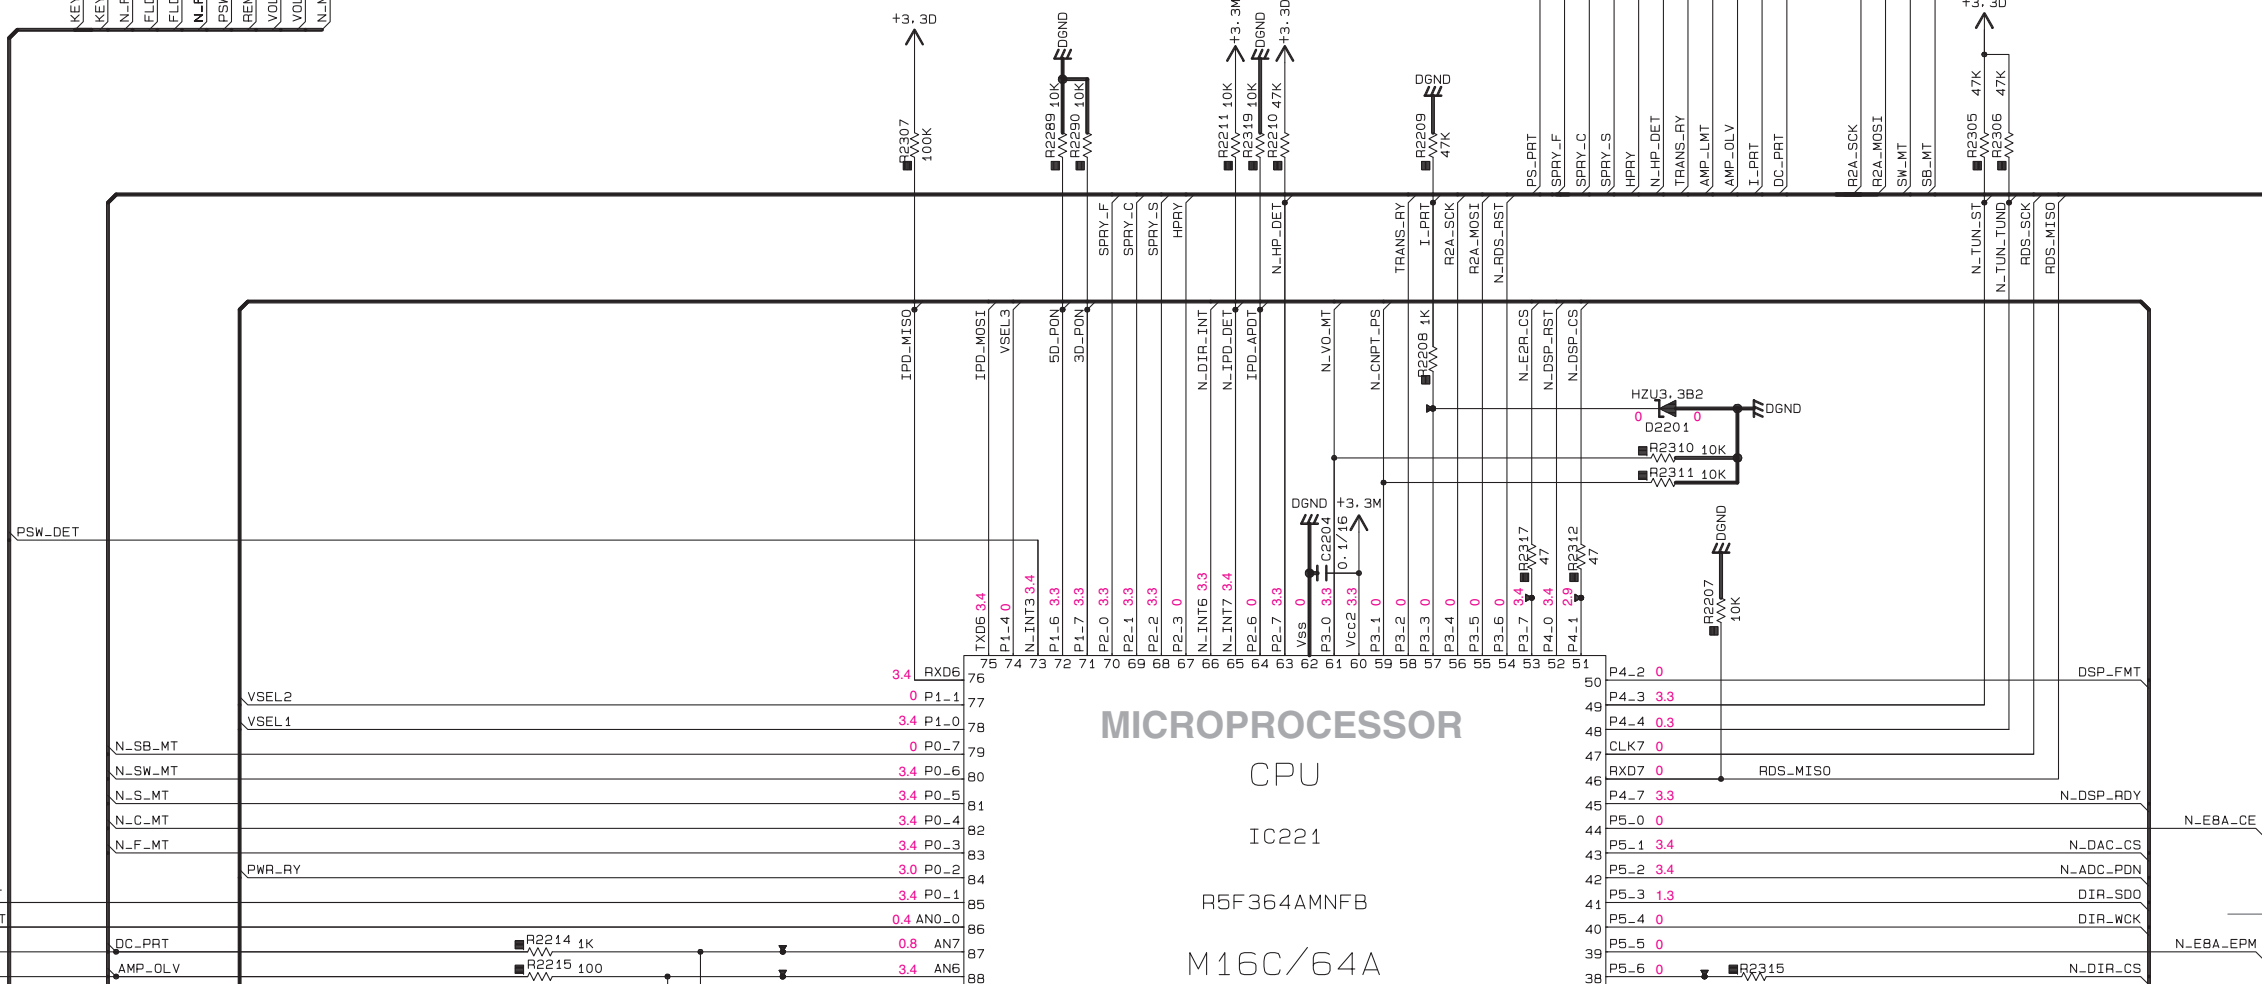 KEY
KEY
N_F
FLD
FLD
N_F
PSW
REM
VOL
VOL
N_M
+3.3D
DGND
+3.3M
DGND
+3.3D
DGND
+3.3D
R2307 100K
R2289 10K
R2290 10K
R2211 10K
R2319 10K
R2210 47K
R2209 47K
PS_PRT
SPRY_F
SPRY_C
SPRY_S
HPRY
N_HP_DET
TRANS_RY
AMP_LMT
AMP_OLV
I_PRT
DC_PRT
R2A_SCK
R2A_MOSI
SW_MT
SB_MT
R2305 47K
R2306 47K
SPRY_F
SPRY_C
SPRY_S
HPRY
N_HP_DET
TRANS_RY
I_PRT
R2A_SCK
R2A_MOSI
N_RDS_RST
N_TUN_ST
N_TUN_TUND
RDS_SCK
RDS_MISO
IPD_MISO
IPD_MOSI
VSEL3
5D_PON
3D_PON
N_DIR_INT
N_IPD_DET
IPD_APDT
N_VO_MT
N_CNPT_PS
R2208 1K
N_E2R_CS
N_DSP_RST
N_DSP_CS
HZU3.3B2
0 0
D2201
DGND
R2310 10K
R2311 10K
DGND +3.3M
C2204 0.1/16
R2317 47
R2312 47
DGND
R2207 10K
PSW_DET
TXD6 3.4
P1_4 0
N_INT3 3.4
P1_6 3.3
P1_7 3.3
P2_0 3.3
P2_1 3.3
P2_2 3.3
P2_3 0
N_INT6 3.3
N_INT7 3.4
P2_6 0
P2_7 3.3
Vss 0
P3_0 3.3
Vcc2 3.3
P3_1 0
P3_2 0
P3_3 0
P3_4 0
P3_5 0
P3_6 0
P3_7 3.4
P4_0 3.4
P4_1 2.9
75 74 73 72 71 70 69 68 67 66 65 64 63 62 61 60 59 58 57 56 55 54 53 52 51
3.4 RXD6 76
VSEL2 0 P1_1 77
VSEL1 3.4 P1_0 78
N_SB_MT 0 P0_7 79
N_SW_MT 3.4 P0_6 80
N_S_MT 3.4 P0_5 81
N_C_MT 3.4 P0_4 82
N_F_MT 3.4 P0_3 83
PWR_RY 3.0 P0_2 84
3.4 P0_1 85
T 0.4 AN0_0 86
DC_PRT R2214 1K 0.8 AN7 87
AMP_OLV R2215 100 3.4 AN6 88
MICROPROCESSOR
CPU
IC221
R5F364AMNFB
M16C/64A
50 P4_2 0 DSP_FMT
49 P4_3 3.3
48 P4_4 0.3
47 CLK7 0
46 RXD7 0 RDS_MISO
45 P4_7 3.3 N_DSP_RDY
44 P5_0 0 N_E8A_CE
43 P5_1 3.4 N_DAC_CS
42 P5_2 3.4 N_ADC_PDN
41 P5_3 1.3 DIR_SDO
40 P5_4 0 DIR_WCK
39 P5_5 0 N_E8A_EPM
38 P5_6 0 R2315 N_DIR_CS